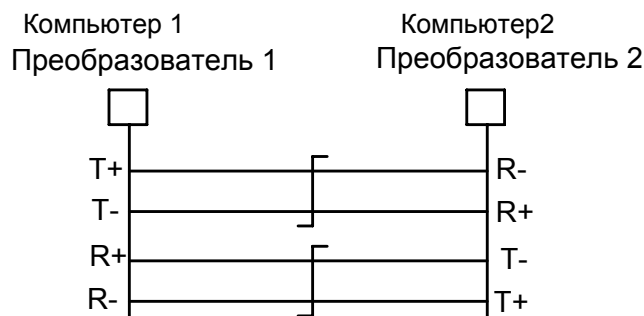 Компьютер 1 Компьютер2
Преобразователь 1 Преобразователь 2
T+ R-
T- R+
R+ T-
R- T+